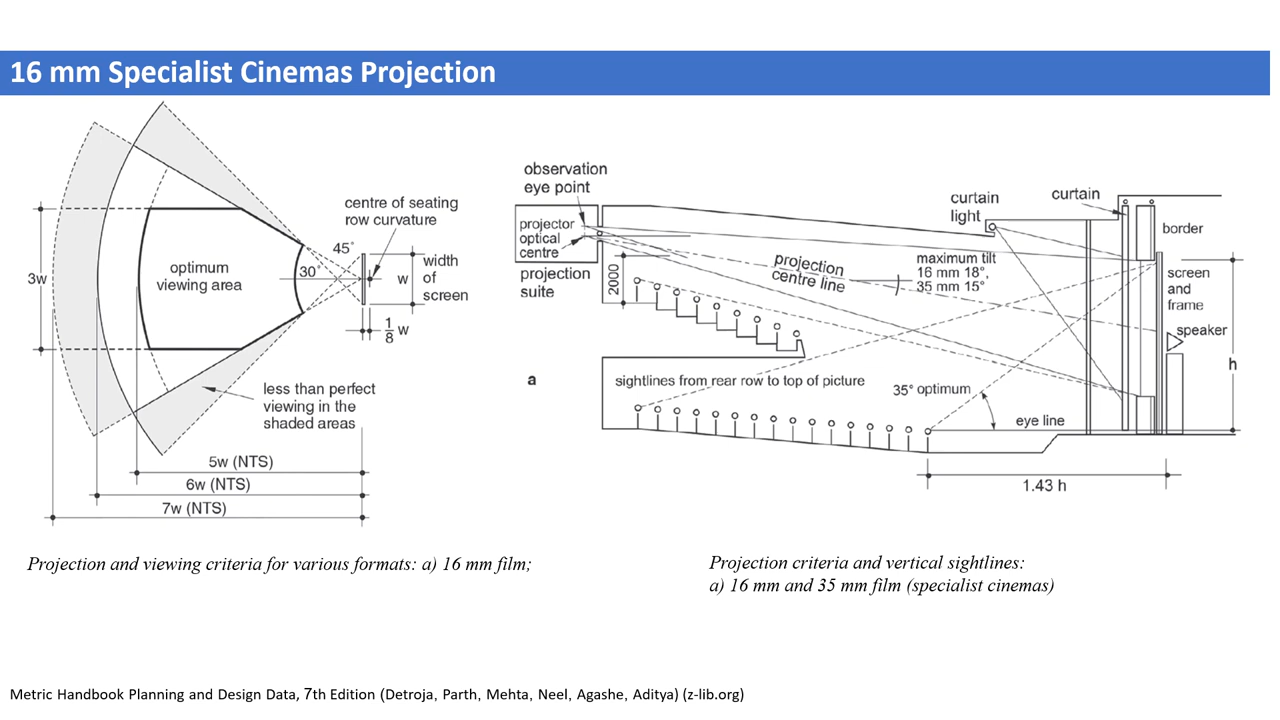 16 mm Specialist Cinemas Projection
centre of seating
row curvature
45°
30°
optimum
viewing area
3w
w
width
of
screen
1/8 w
less than perfect
viewing in the
shaded areas
5w (NTS)
6w (NTS)
7w (NTS)
observation
eye point
projector
optical
centre
projection
suite
2000
curtain
light
curtain
border
projection
centre line
maximum tilt
16 mm 18°,
35 mm 15°
screen
and
frame
speaker
h
a
sightlines from rear row to top of picture
35° optimum
eye line
1.43 h
Projection and viewing criteria for various formats: a) 16 mm film;
Projection criteria and vertical sightlines:
a) 16 mm and 35 mm film (specialist cinemas)
Metric Handbook Planning and Design Data, 7th Edition (Detroja, Parth, Mehta, Neel, Agashe, Aditya) (z-lib.org)